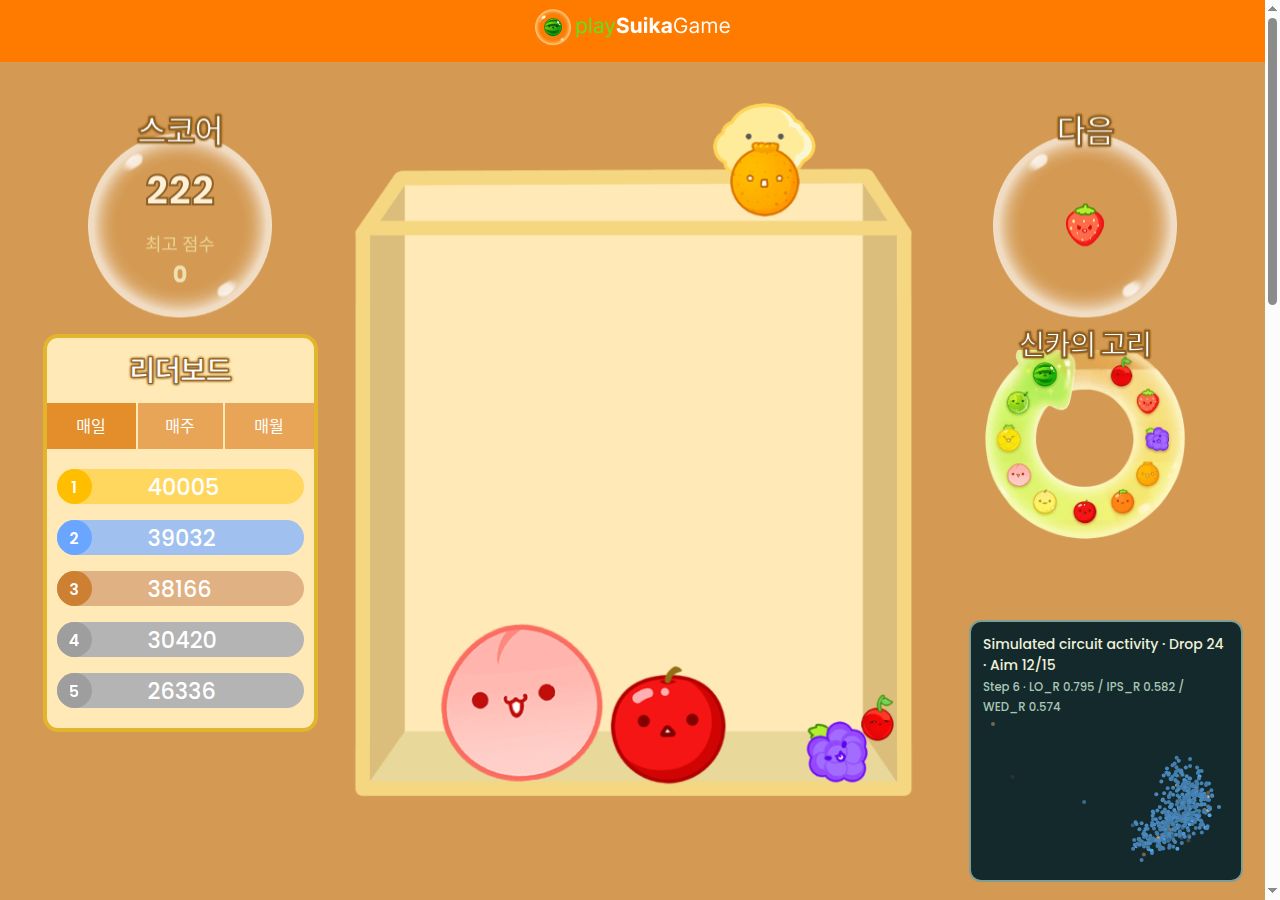 playSuikaGame
스코어
222
최고 점수
0
리더보드
매일 매주 매월
1 40005
2 39032
3 38166
4 30420
5 26336
다음
신카의 고리
Simulated circuit activity · Drop 24
· Aim 12/15
Step 6 · LO_R 0.795 / IPS_R 0.582 /
WED_R 0.574